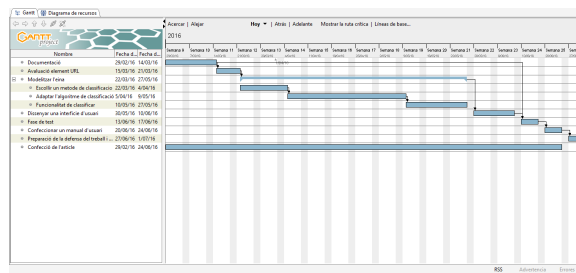 Gantt Diagrama de recursos
Acercar | Alejar Hoy | Atrás | Adelante Mostrar la ruta crítica | Líneas de base...
GANTT project
2016
Nombre Fecha d... Fecha d...
Semana 10 Semana 11 Semana 12 Semana 13 Semana 14 Semana 15 Semana 16 Semana 17 Semana 18 Semana 19 Semana 20 Semana 21 Semana 22 Semana 23 Semana 24 Semana 25
Documentació 29/02/16 14/03/16
Avaluació element URL 15/03/16 21/03/16
Modelitzar l'eina 22/03/16 27/05/16
Escollir un metode de classificació 22/03/16 4/04/16
Adaptar l'algoritme de classificació 5/04/16 9/05/16
Funcionalitat de classificar 10/05/16 27/05/16
Dissenyar una interfície d'usuari 30/05/16 10/06/16
Fase de test 13/06/16 17/06/16
Confeccionar un manual d'usuari 20/06/16 24/06/16
Preparació de la defensa del treball i ... 27/06/16 1/07/16
Confecció de l'article 29/02/16 24/06/16
RSS Advertencia Errores